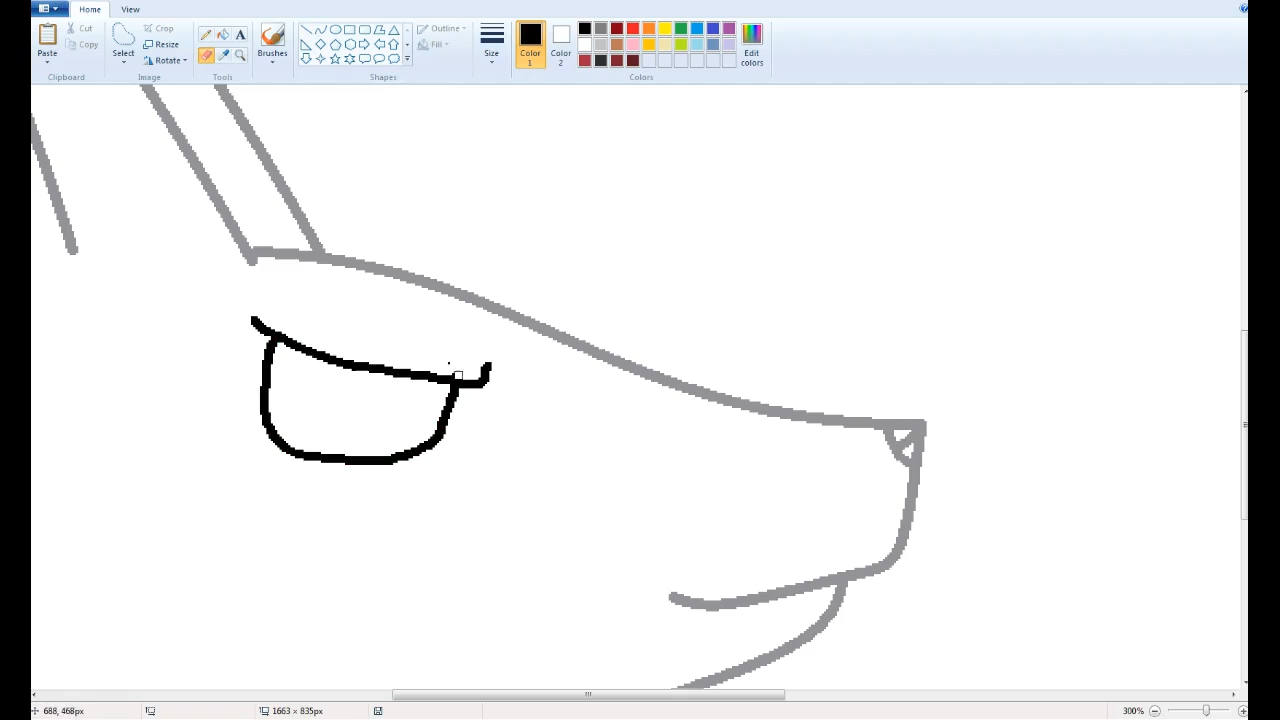 Home View
Paste
Cut
Copy
Clipboard
Select
Crop
Resize
Rotate
Image
A
Tools
Brushes
Outline
Fill
Shapes
Size
Color 1
Color 2
Edit colors
Colors
688, 468px
1663 × 835px
300%